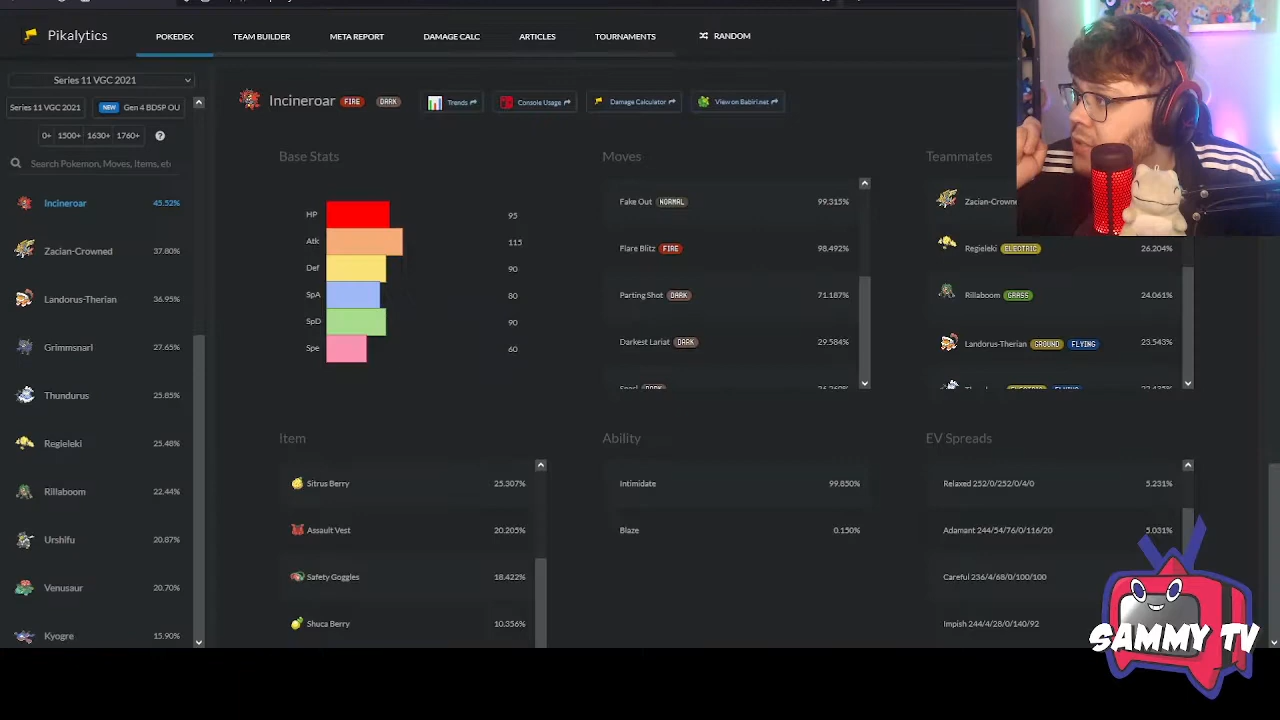 Pikalytics
POKEDEX
TEAM BUILDER
META REPORT
DAMAGE CALC
ARTICLES
TOURNAMENTS
RANDOM
Series 11 VGC 2021
Series 11 VGC 2021
NEW Gen 4 BDSP OU
0+ 1500+ 1630+ 1760+ ?
Search Pokemon, Moves, Items, etc
Incineroar 45.52%
Zacian-Crowned 37.80%
Landorus-Therian 36.95%
Grimmsnarl 27.65%
Thundurus 25.85%
Regieleki 25.48%
Rillaboom 22.44%
Urshifu 20.87%
Venusaur 20.70%
Kyogre 15.90%
Incineroar FIRE DARK
Trends
Console Usage
Damage Calculator
View on Babiri.net
Base Stats
HP 95
Atk 115
Def 90
SpA 80
SpD 90
Spe 60
Moves
Fake Out NORMAL 99.315%
Flare Blitz FIRE 98.492%
Parting Shot DARK 71.187%
Darkest Lariat DARK 29.584%
Teammates
Zacian-Crowne
Regieleki ELECTRIC 26.204%
Rillaboom GRASS 24.061%
Landorus-Therian GROUND FLYING 23.543%
Item
Sitrus Berry 25.307%
Assault Vest 20.205%
Safety Goggles 18.422%
Shuca Berry 10.356%
Ability
Intimidate 99.850%
Blaze 0.150%
EV Spreads
Relaxed 252/0/252/0/4/0 5.231%
Adamant 244/54/76/0/116/20 5.031%
Careful 236/4/68/0/100/100
Impish 244/4/28/0/140/92
SAMMY TV